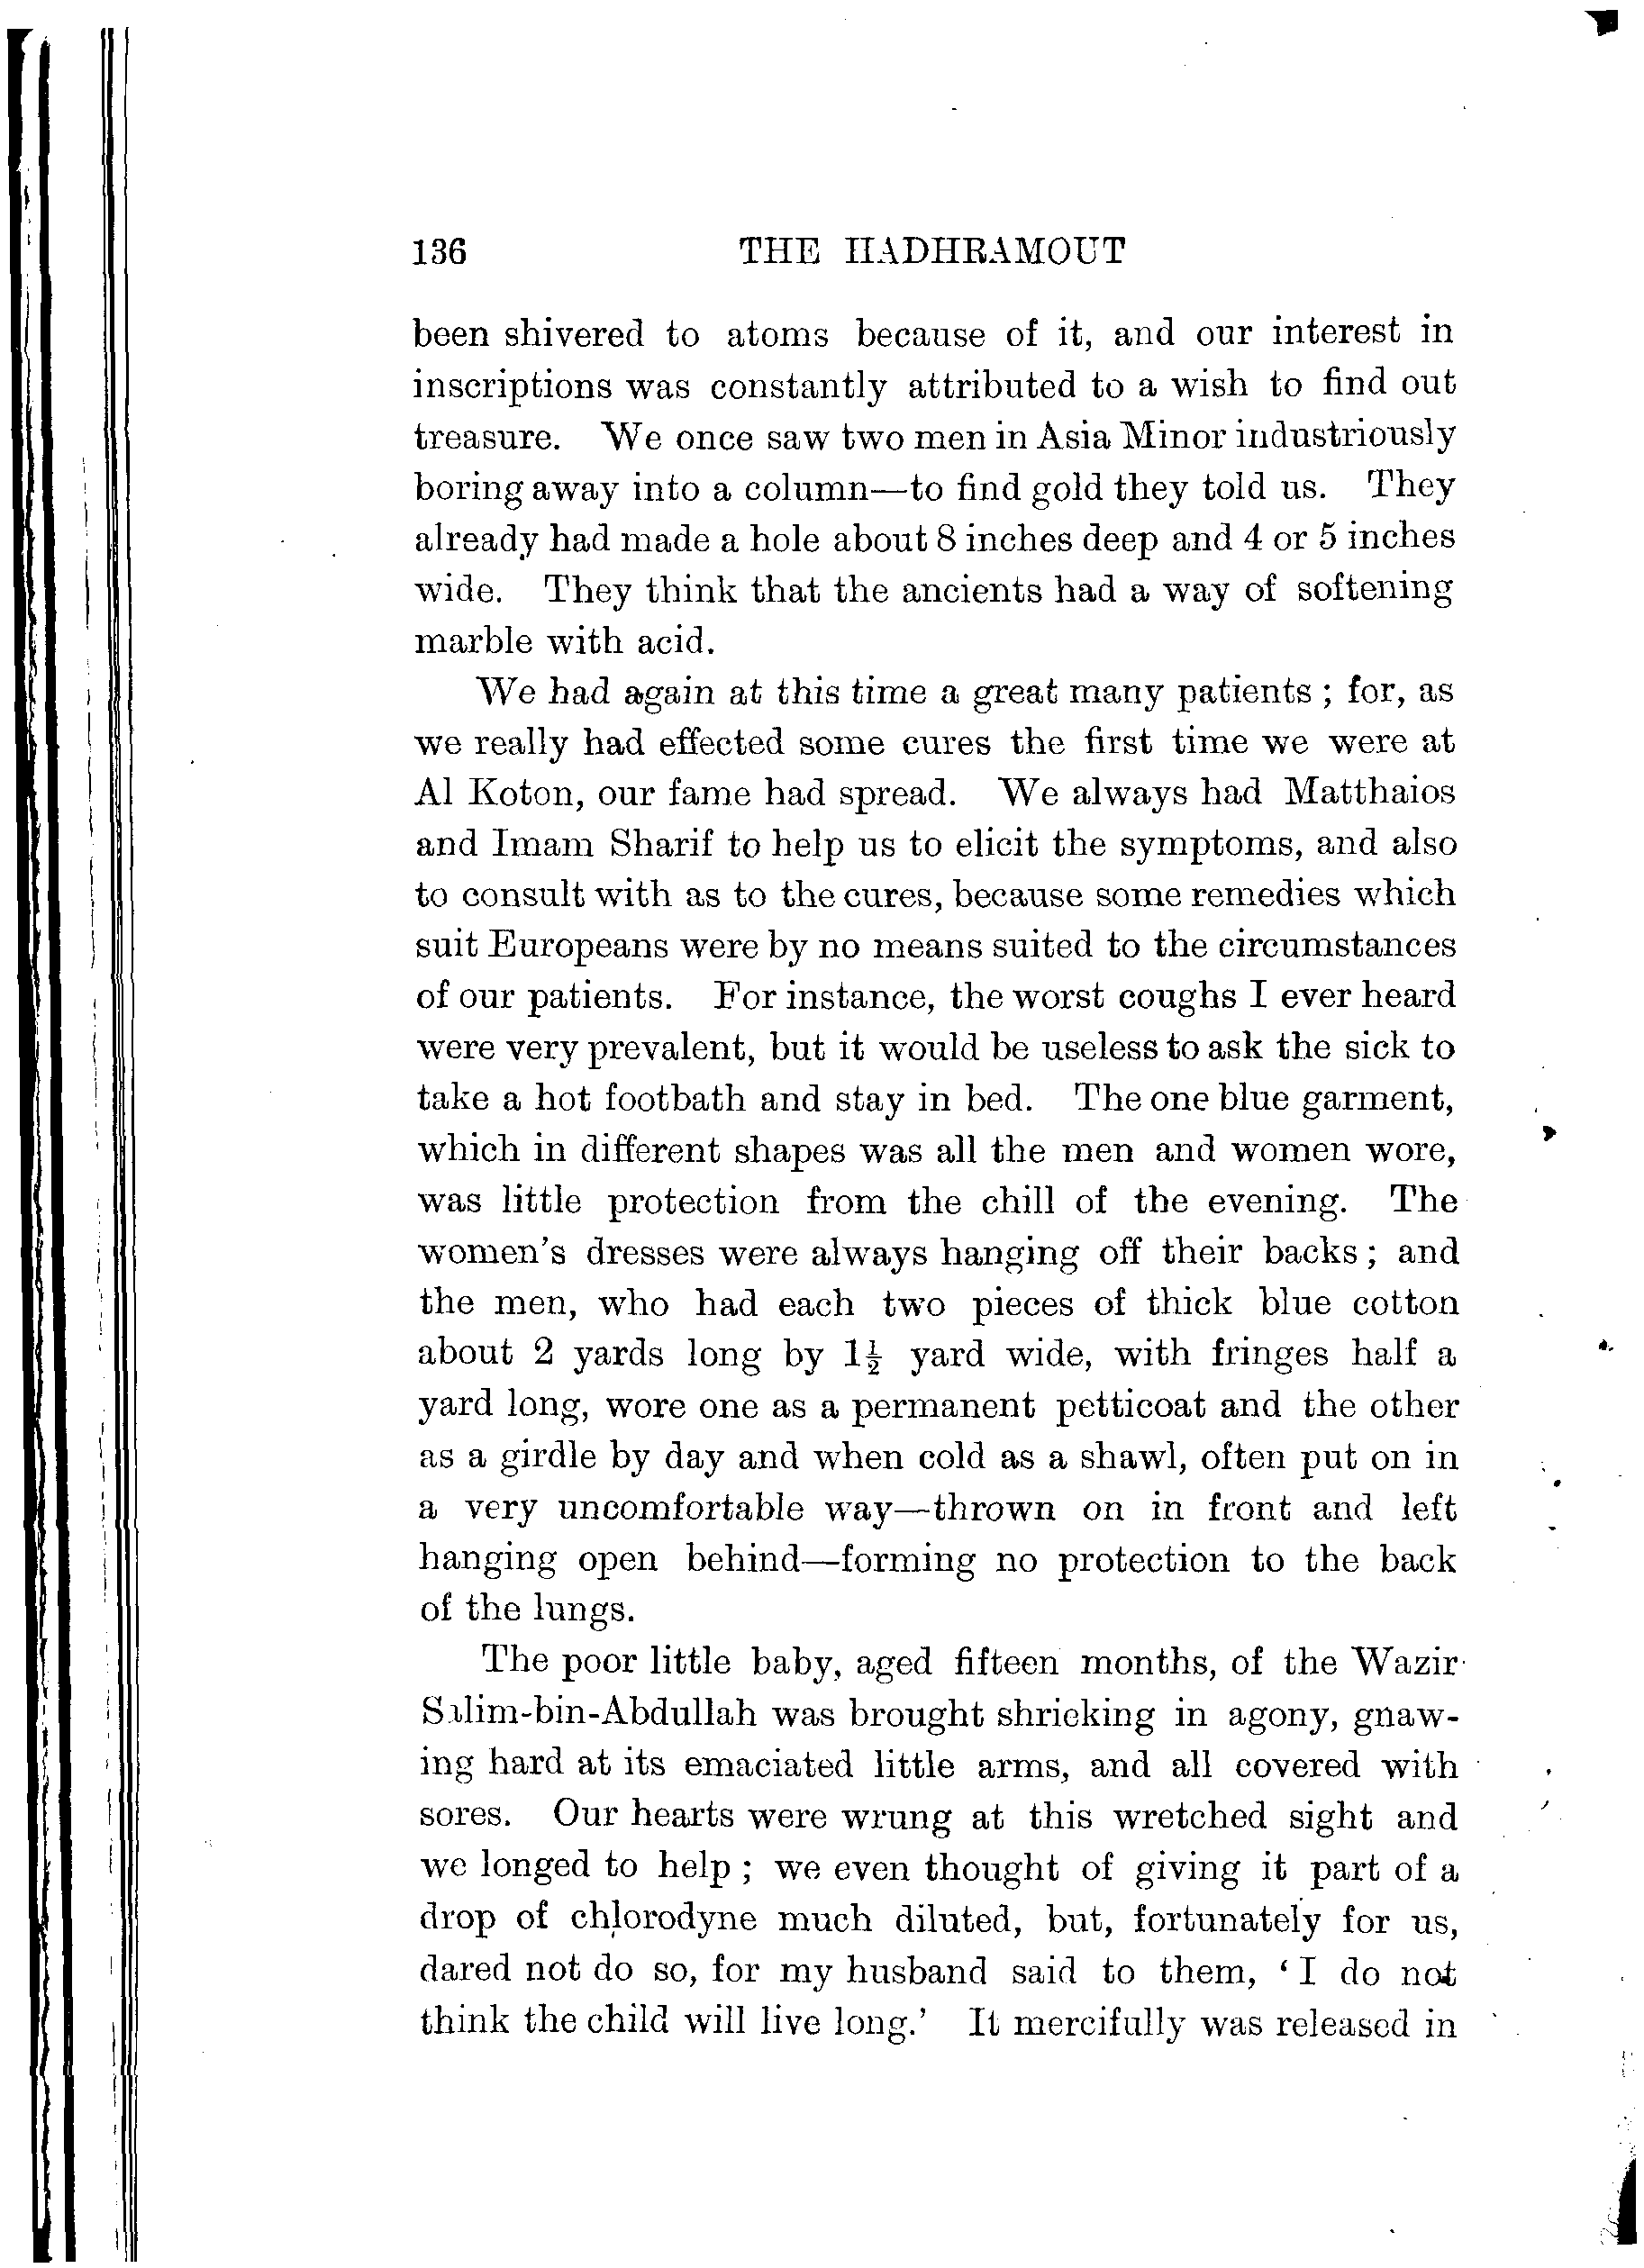 136 THE HADHRAMOUT
been shivered to atoms because of it, and our interest in
inscriptions was constantly attributed to a wish to find out
treasure. We once saw two men in Asia Minor industriously
boring away into a column—to find gold they told us. They
already had made a hole about 8 inches deep and 4 or 5 inches
wide. They think that the ancients had a way of softening
marble with acid.
We had again at this time a great many patients ; for, as
we really had effected some cures the first time we were at
Al Koton, our fame had spread. We always had Matthaios
and Imam Sharif to help us to elicit the symptoms, and also
to consult with as to the cures, because some remedies which
suit Europeans were by no means suited to the circumstances
of our patients. For instance, the worst coughs I ever heard
were very prevalent, but it would be useless to ask the sick to
take a hot footbath and stay in bed. The one blue garment,
which in different shapes was all the men and women wore,
was little protection from the chill of the evening. The
women's dresses were always hanging off their backs ; and
the men, who had each two pieces of thick blue cotton
about 2 yards long by 1½ yard wide, with fringes half a
yard long, wore one as a permanent petticoat and the other
as a girdle by day and when cold as a shawl, often put on in
a very uncomfortable way—thrown on in front and left
hanging open behind—forming no protection to the back
of the lungs.
The poor little baby, aged fifteen months, of the Wazir
Salim-bin-Abdullah was brought shrieking in agony, gnaw-
ing hard at its emaciated little arms, and all covered with
sores. Our hearts were wrung at this wretched sight and
we longed to help ; we even thought of giving it part of a
drop of chlorodyne much diluted, but, fortunately for us,
dared not do so, for my husband said to them, ‘ I do not
think the child will live long.’ It mercifully was released in